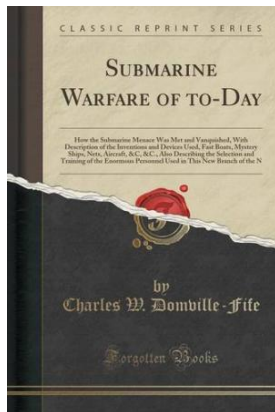 CLASSIC REPRINT SERIES
SUBMARINE
WARFARE OF TO-DAY
How the Submarine Menace Was Met and Vanquished, With
Description of the Inventions and Devices Used, Fast Boats, Mystery
Ships, Nets, Aircraft, &C, &C., Also Describing the Selection and
Training of the Enormous Personnel Used in This New Branch of the N
by
Charles W. Domville-Fife
Forgotten Books